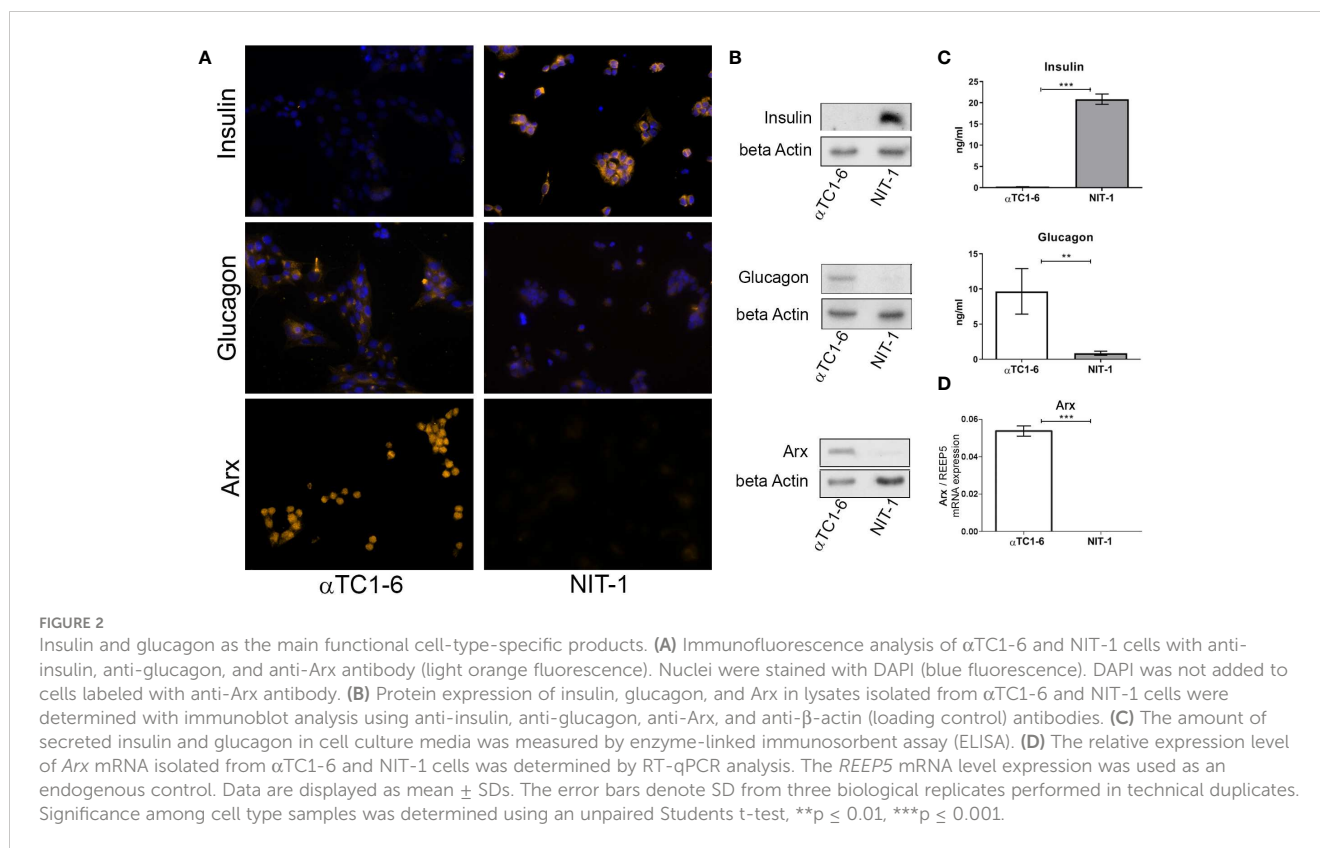 A
B
C
Insulin
Glucagon
Arx
αTC1-6
NIT-1
Insulin
beta Actin
αTC1-6
NIT-1
Glucagon
beta Actin
αTC1-6
NIT-1
Arx
beta Actin
αTC1-6
NIT-1
Insulin
***
ng/ml
25
20
15
10
5
0
αTC1-6
NIT-1
Glucagon
**
ng/ml
15
10
5
0
αTC1-6
NIT-1
D
Arx
***
Arx / REEP5
mRNA expression
0.06
0.04
0.02
0.00
αTC1-6
NIT-1
FIGURE 2
Insulin and glucagon as the main functional cell-type-specific products. (A) Immunofluorescence analysis of αTC1-6 and NIT-1 cells with anti-
insulin, anti-glucagon, and anti-Arx antibody (light orange fluorescence). Nuclei were stained with DAPI (blue fluorescence). DAPI was not added to
cells labeled with anti-Arx antibody. (B) Protein expression of insulin, glucagon, and Arx in lysates isolated from αTC1-6 and NIT-1 cells were
determined with immunoblot analysis using anti-insulin, anti-glucagon, anti-Arx, and anti-β-actin (loading control) antibodies. (C) The amount of
secreted insulin and glucagon in cell culture media was measured by enzyme-linked immunosorbent assay (ELISA). (D) The relative expression level
of Arx mRNA isolated from αTC1-6 and NIT-1 cells was determined by RT-qPCR analysis. The REEP5 mRNA level expression was used as an
endogenous control. Data are displayed as mean ± SDs. The error bars denote SD from three biological replicates performed in technical duplicates.
Significance among cell type samples was determined using an unpaired Students t-test, **p ≤ 0.01, ***p ≤ 0.001.